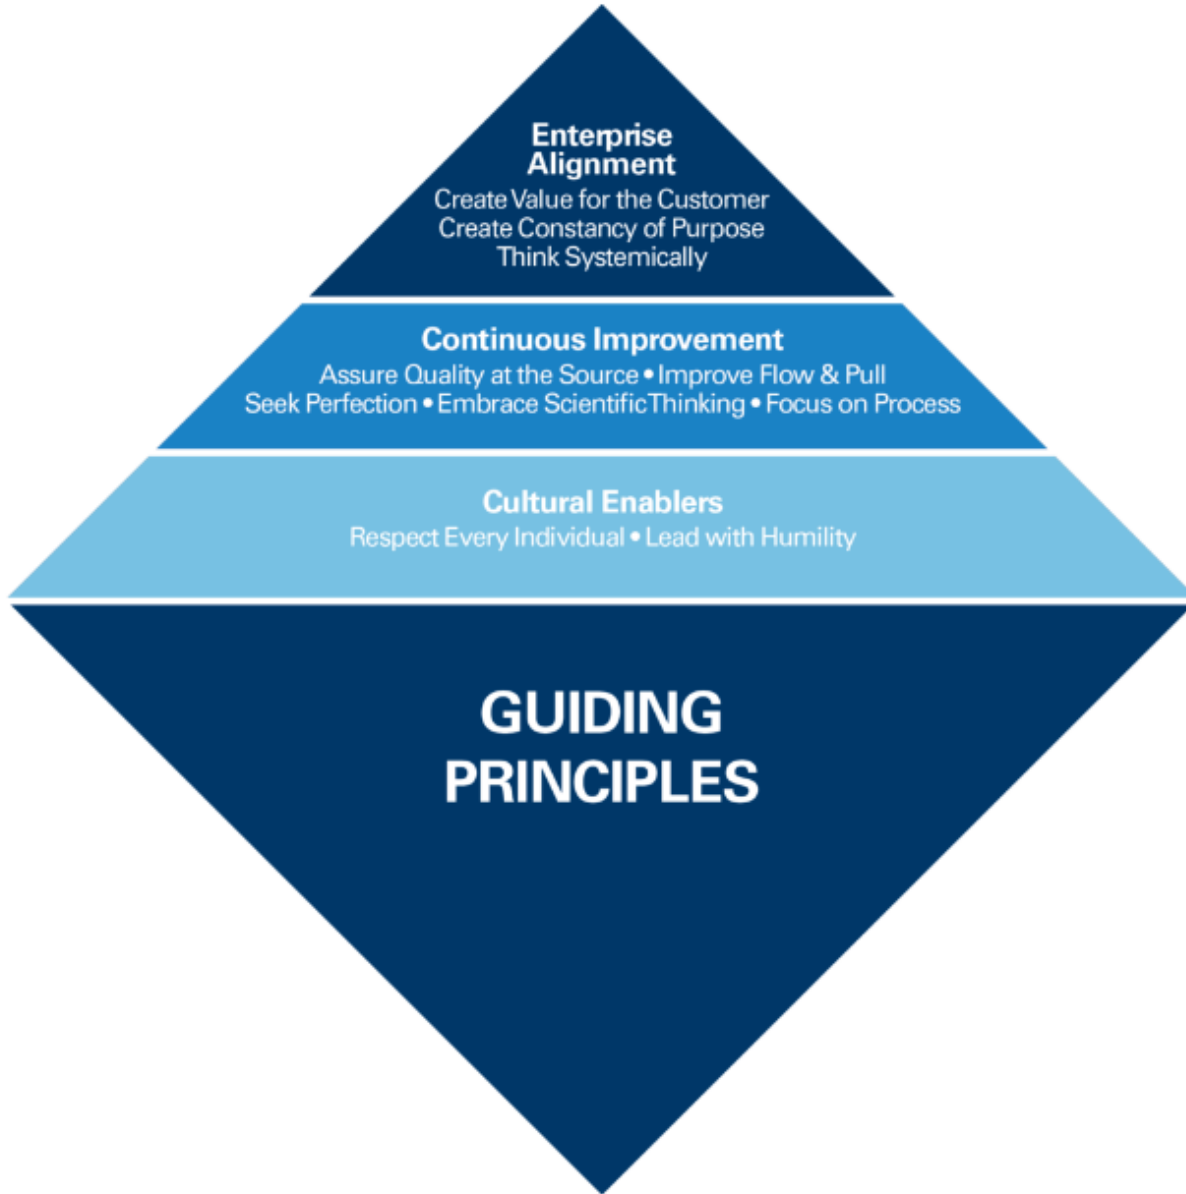 Enterprise
Alignment
Create Value for the Customer
Create Constancy of Purpose
Think Systemically
Continuous Improvement
Assure Quality at the Source • Improve Flow & Pull
Seek Perfection • Embrace Scientific Thinking • Focus on Process
Cultural Enablers
Respect Every Individual • Lead with Humility
GUIDING
PRINCIPLES